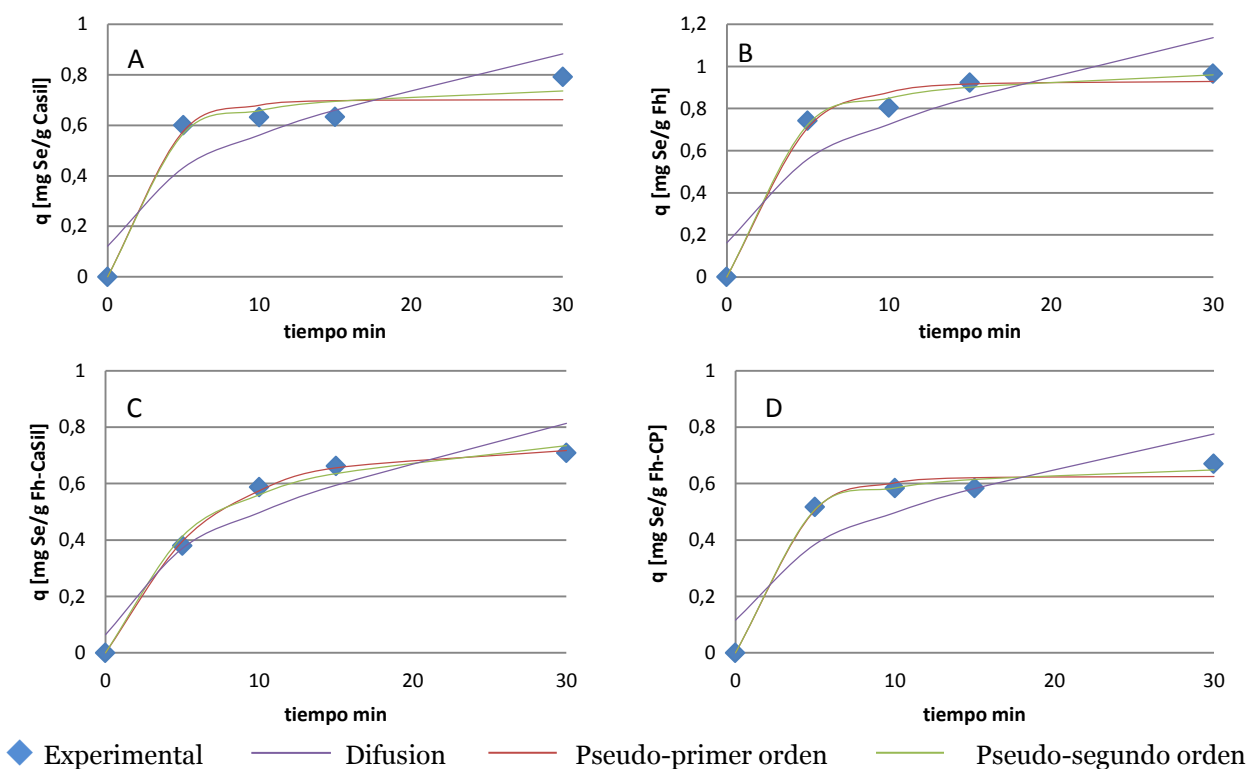 A
1
0,8
0,6
0,4
0,2
0
q [mg Se/g Casil]
0 10 20 30
tiempo min
B
1,2
1
0,8
0,6
0,4
0,2
0
q [mg Se/g Fh]
0 10 20 30
tiempo min
C
1
0,8
0,6
0,4
0,2
0
q [mg Se/g Fh-CaSil]
0 10 20 30
tiempo min
D
1
0,8
0,6
0,4
0,2
0
q [mg Se/g Fh-CP]
0 10 20 30
tiempo min
Experimental Difusion Pseudo-primer orden Pseudo-segundo orden